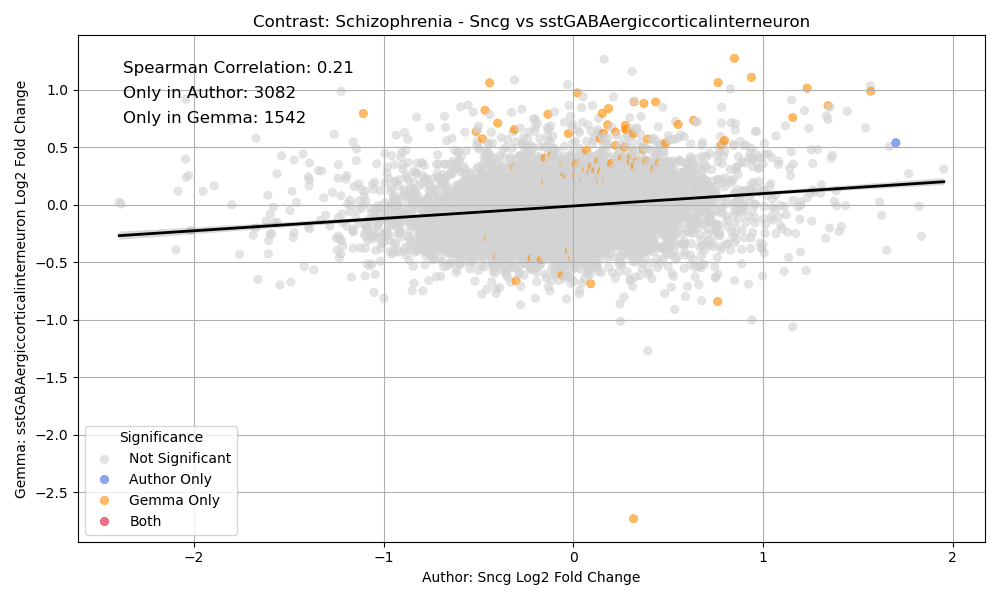 Contrast: Schizophrenia - Sncg vs sstGABAergiccorticalinterneuron
Spearman Correlation: 0.21
Only in Author: 3082
Only in Gemma: 1542
Gemma: sstGABAergiccorticalinterneuron Log2 Fold Change
1.0
0.5
0.0
−0.5
−1.0
−1.5
−2.0
−2.5
Significance
Not Significant
Author Only
Gemma Only
Both
−2
−1
0
1
2
Author: Sncg Log2 Fold Change